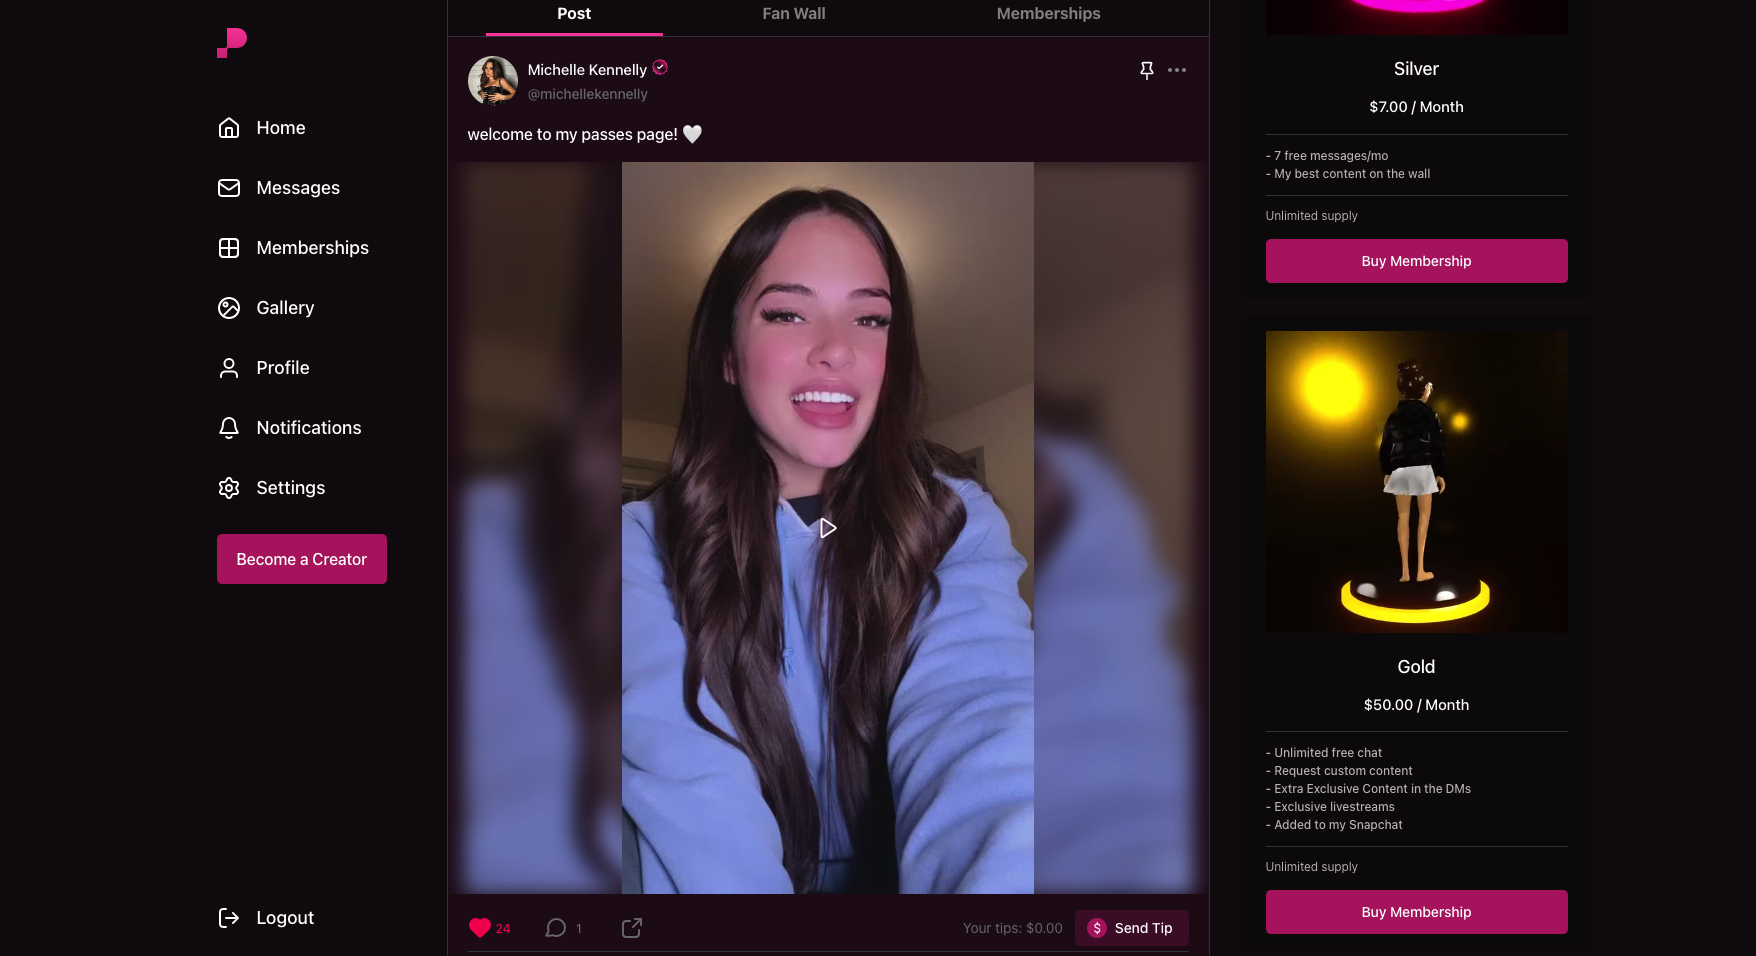 Post
Fan Wall
Memberships
Home
Messages
Memberships
Gallery
Profile
Notifications
Settings
Become a Creator
Logout
Michelle Kennelly
@michellekennelly
welcome to my passes page! 🤍
24
1
Your tips: $0.00
$ Send Tip
Silver
$7.00 / Month
- 7 free messages/mo
- My best content on the wall
Unlimited supply
Buy Membership
Gold
$50.00 / Month
- Unlimited free chat
- Request custom content
- Extra Exclusive Content in the DMs
- Exclusive livestreams
- Added to my Snapchat
Unlimited supply
Buy Membership